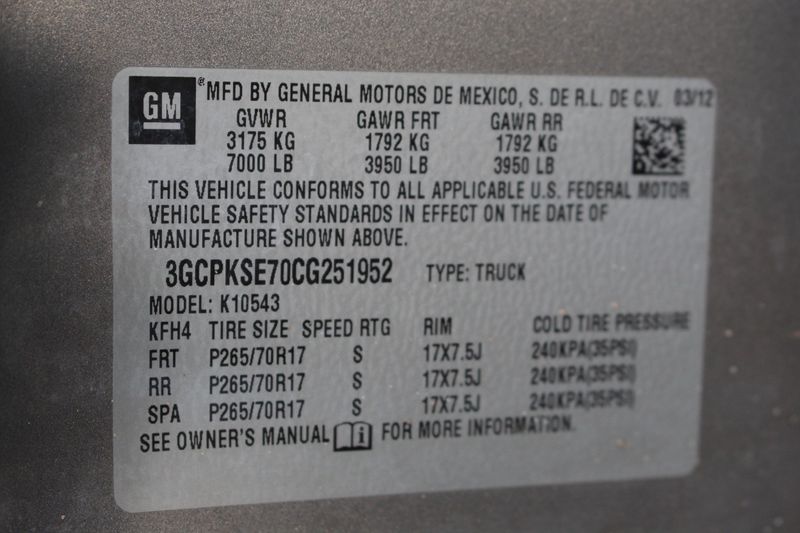 GM ® MFD BY GENERAL MOTORS DE MEXICO, S. DE R.L. DE C.V. 03/12
GVWR GAWR FRT GAWR RR
3175 KG 1792 KG 1792 KG
7000 LB 3950 LB 3950 LB
THIS VEHICLE CONFORMS TO ALL APPLICABLE U.S. FEDERAL MOTOR
VEHICLE SAFETY STANDARDS IN EFFECT ON THE DATE OF
MANUFACTURE SHOWN ABOVE.
3GCPKSE70CG251952 TYPE: TRUCK
MODEL: K10543
KFH4 TIRE SIZE SPEED RTG RIM COLD TIRE PRESSURE
FRT P265/70R17 S 17X7.5J 240KPA(35PSI)
RR P265/70R17 S 17X7.5J 240KPA(35PSI)
SPA P265/70R17 S 17X7.5J 240KPA(35PSI)
SEE OWNER'S MANUAL i FOR MORE INFORMATION.